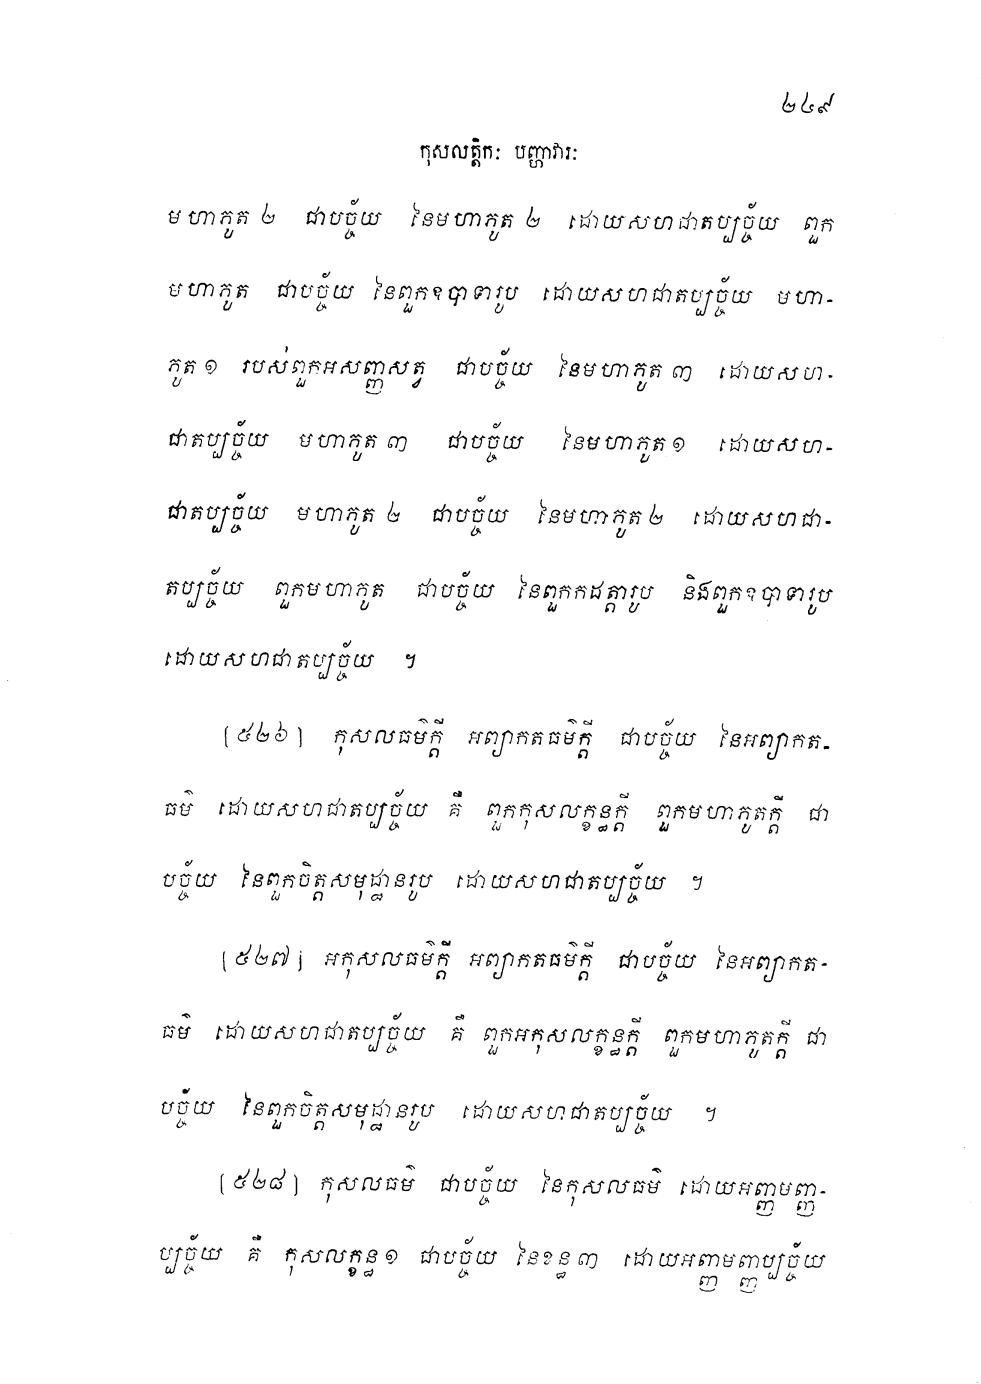 ២៤៩
កុសលត្តិកៈ បញ្ហាវារៈ
មហាភូត ២ ជាបច្ច័យ នៃមហាភូត ២ ដោយសហជាតប្បច្ច័យ ពួក
មហាភូត ជាបច្ច័យ នៃពួកឧបាទារូប ដោយសហជាតប្បច្ច័យ មហា-
ភូត ១ របស់ពួកអសញ្ញសត្វ ជាបច្ច័យ នៃមហាភូត ៣ ដោយសហ-
ជាតប្បច្ច័យ មហាភូត ៣ ជាបច្ច័យ នៃមហាភូត ១ ដោយសហ-
ជាតប្បច្ច័យ មហាភូត ២ ជាបច្ច័យ នៃមហាភូត ២ ដោយសហជា-
តប្បច្ច័យ ពួកមហាភូត ជាបច្ច័យ នៃពួកកដត្តារូប និងពួកឧបាទារូប
ដោយសហជាតប្បច្ច័យ ។
[៥២៦] កុសលធម៌ក្តី អព្យាកតធម៌ក្តី ជាបច្ច័យ នៃអព្យាកត-
ធម៌ ដោយសហជាតប្បច្ច័យ គឺ ពួកកុសលក្ខន្ធក្តី ពួកមហាភូតក្តី ជា
បច្ច័យ នៃពួកចិត្តសមុដ្ឋានរូប ដោយសហជាតប្បច្ច័យ ។
[៥២៧] អកុសលធម៌ក្តី អព្យាកតធម៌ក្តី ជាបច្ច័យ នៃអព្យាកត-
ធម៌ ដោយសហជាតប្បច្ច័យ គឺ ពួកអកុសលក្ខន្ធក្តី ពួកមហាភូតក្តី ជា
បច្ច័យ នៃពួកចិត្តសមុដ្ឋានរូប ដោយសហជាតប្បច្ច័យ ។
[៥២៨] កុសលធម៌ ជាបច្ច័យ នៃកុសលធម៌ ដោយអញ្ញមញ្ញ-
ប្បច្ច័យ គឺ កុសលក្ខន្ធ ១ ជាបច្ច័យ នៃខន្ធ ៣ ដោយអញ្ញមញ្ញប្បច្ច័យ